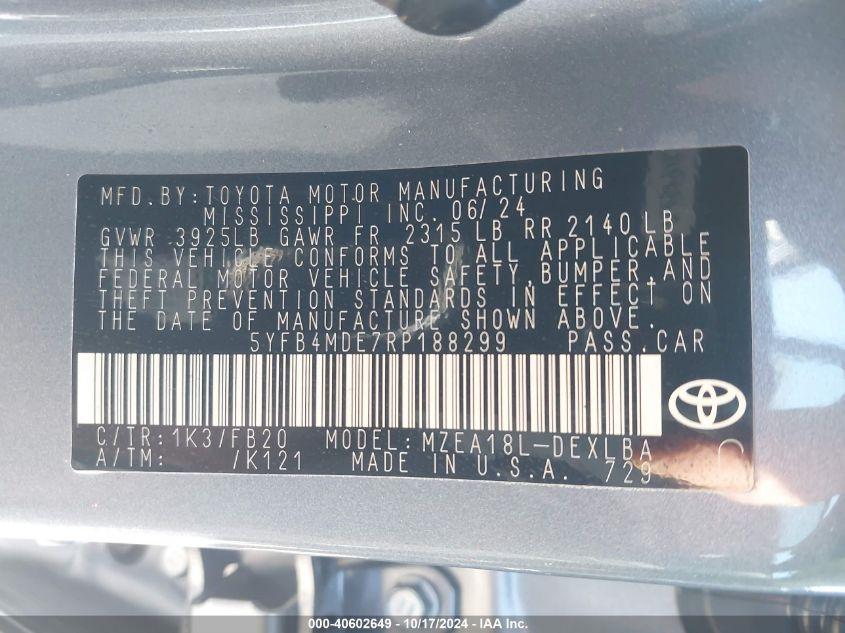 MFD.BY:TOYOTA MOTOR MANUFACTURING
MISSISSIPPI INC. 06/24
GVWR 3925LB GAWR FR 2315LB RR 2140LB
THIS VEHICLE CONFORMS TO ALL APPLICABLE
FEDERAL MOTOR VEHICLE SAFETY,BUMPER,AND
THEFT PREVENTION STANDARDS IN EFFECT ON
THE DATE OF MANUFACTURE SHOWN ABOVE.
5YFB4MDE7RP188299 PASS.CAR
C/TR:1K3/FB20 MODEL:MZEA18L-DEXLBA
A/TM: /K121 MADE IN U.S.A. 729
000-40602649 | 10/17/2024 | IAA Inc.